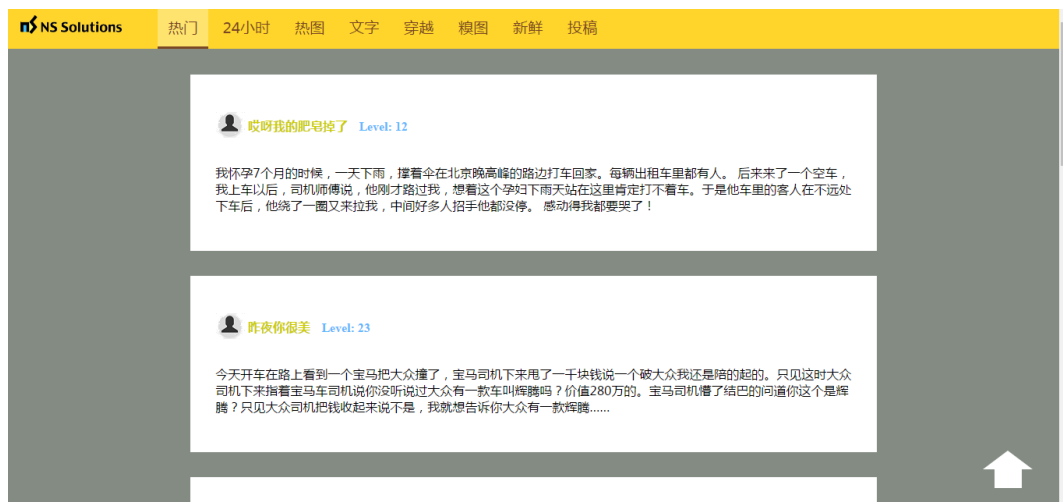 NS Solutions 热门 24小时 热图 文字 穿越 糗图 新鲜 投稿
哎呀我的肥皂掉了 Level: 12
我怀孕7个月的时候，一天下雨，撑着伞在北京晚高峰的路边打车回家。每辆出租车里都有人。 后来来了一个空车，
我上车以后，司机师傅说，他刚才路过我，想着这个孕妇下雨天站在这里肯定打不着车。于是他车里的客人在不远处
下车后，他绕了一圈又来拉我，中间好多人招手他都没停。 感动得我都要哭了！
昨夜你很美 Level: 23
今天开车在路上看到一个宝马把大众撞了，宝马司机下来甩了一千块钱说一个破大众我还是陪的起的。只见这时大众
司机下来指着宝马车司机说你没听说过大众有一款车叫辉腾吗？价值280万的。宝马司机懵了结巴的问道你这个是辉
腾？只见大众司机把钱收起来说不是，我就想告诉你大众有一款辉腾......